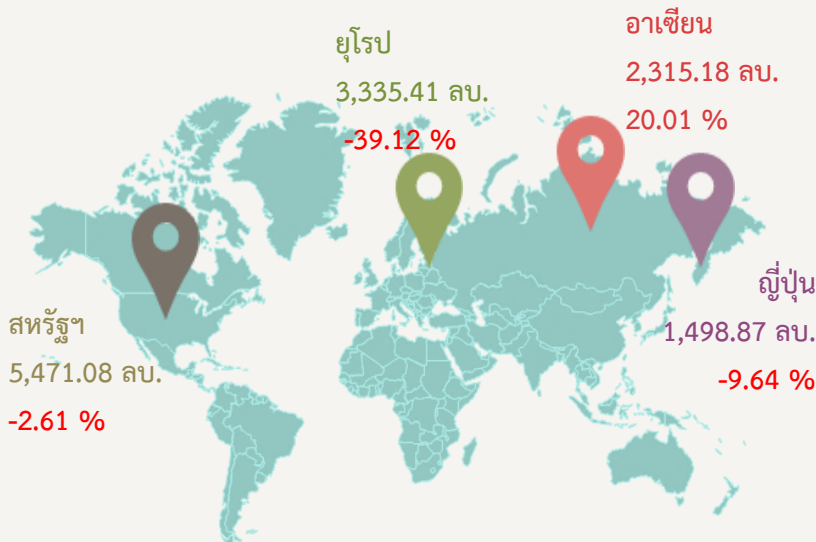 ยุโรป
3,335.41 ลบ.
-39.12 %
อาเซียน
2,315.18 ลบ.
20.01 %
สหรัฐฯ
5,471.08 ลบ.
-2.61 %
ญี่ปุ่น
1,498.87 ลบ.
-9.64 %